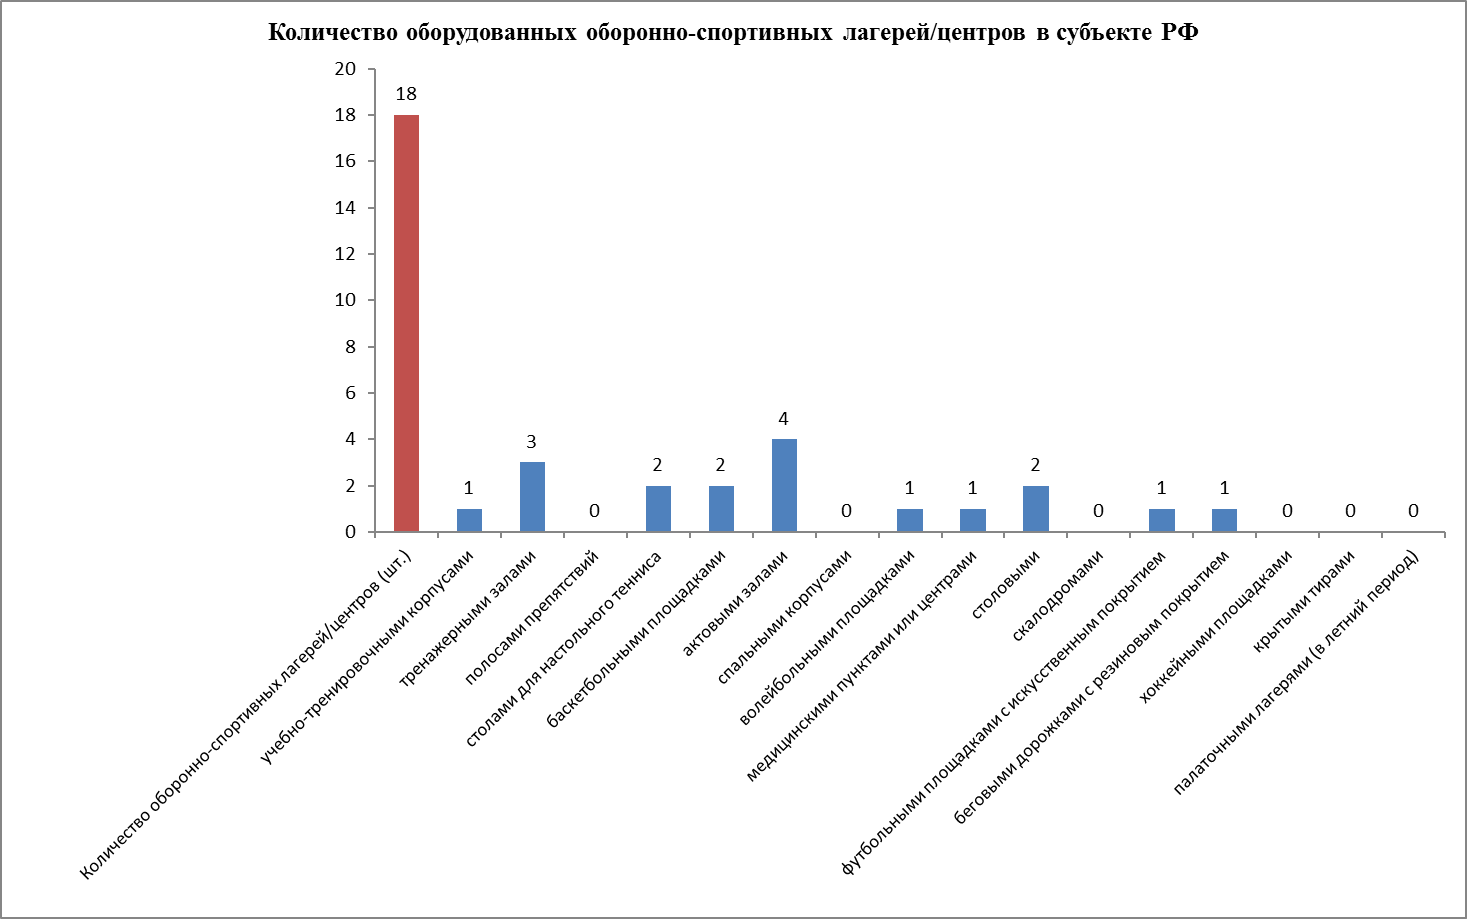 Количество оборудованных оборонно-спортивных лагерей/центров в субъекте РФ
20
18
16
14
12
10
8
6
4
2
0
18
1
3
0
2
2
4
0
1
1
2
0
1
1
0
0
0
Количество оборонно-спортивных лагерей/центров (шт.)
учебно-тренировочными корпусами
тренажерными залами
полосами препятствий
столами для настольного тенниса
баскетбольными площадками
актовыми залами
спальными корпусами
волейбольными площадками
медицинскими пунктами или центрами
столовыми
скалодромами
футбольными площадками с искусственным покрытием
беговыми дорожками с резиновым покрытием
хоккейными площадками
крытыми тирами
палаточными лагерями (в летний период)